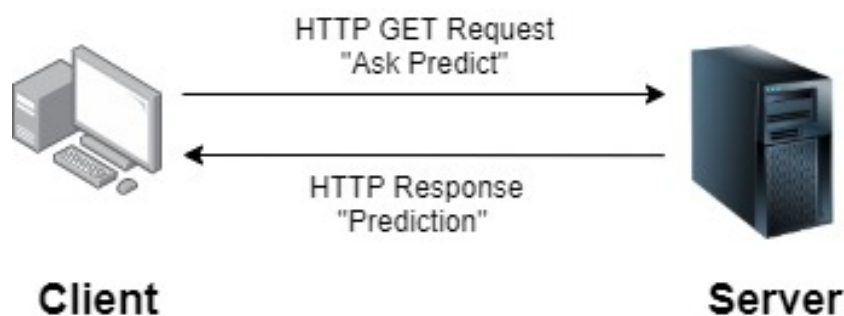 HTTP GET Request
"Ask Predict"
HTTP Response
"Prediction"
Client
Server